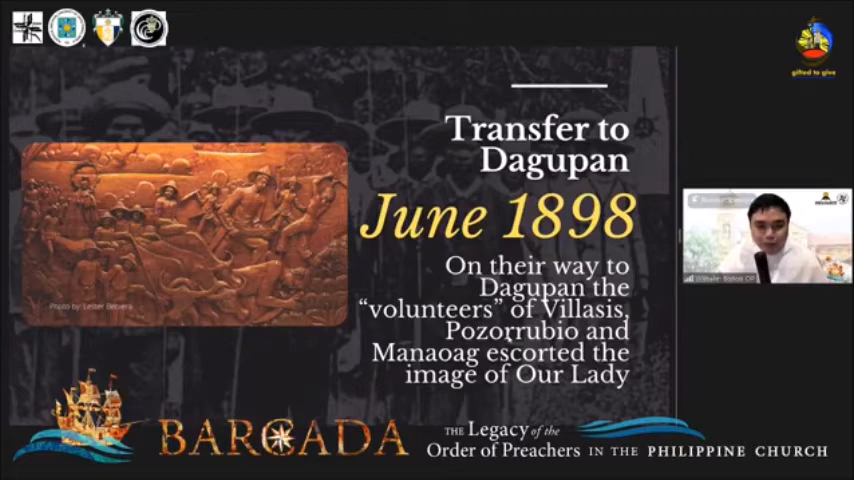 gifted to give
Transfer to
Dagupan
June 1898
On their way to
Dagupan the
“volunteers” of Villasis,
Pozorrubio and
Manaoag escorted the
image of Our Lady
Photo by: Lester Becvera
BARCADA
THE Legacy of the
Order of Preachers IN THE PHILIPPINE CHURCH